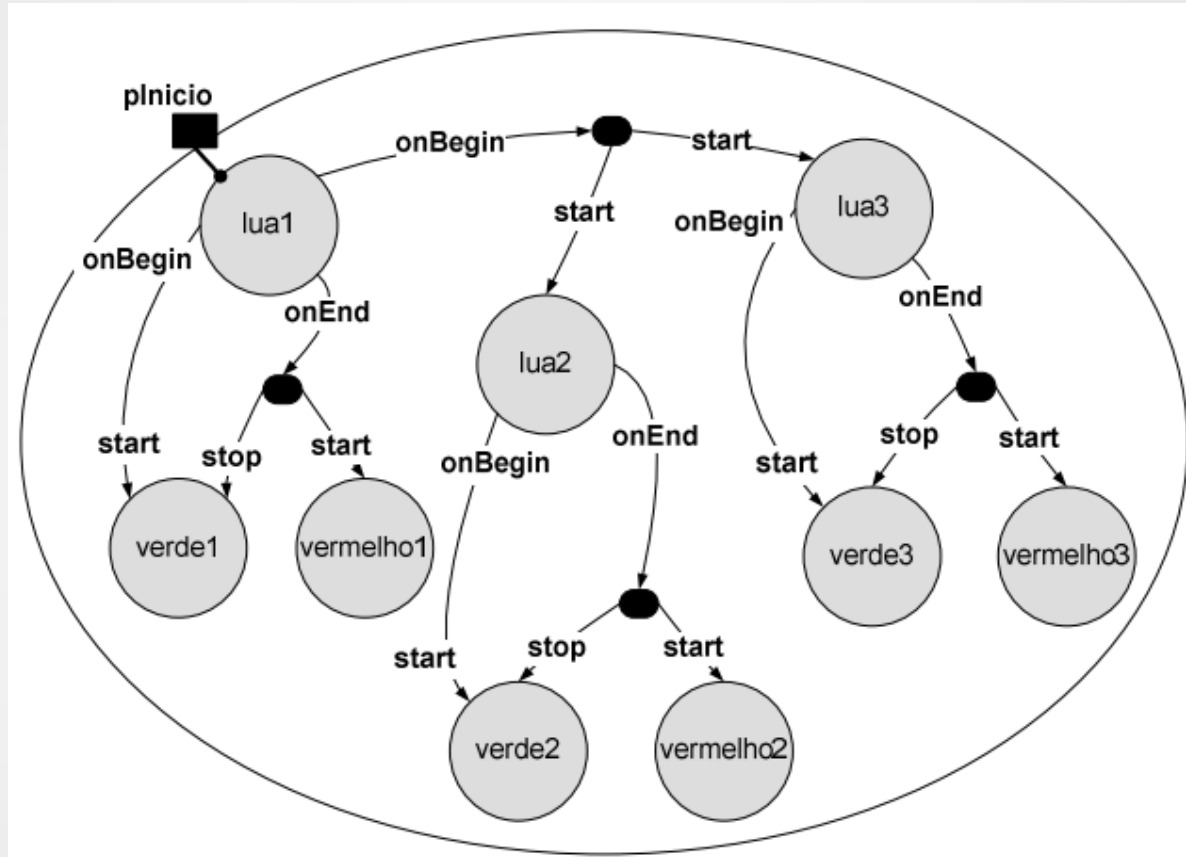 pInicio
onBegin
start
lua1
lua3
start
onBegin
onBegin
onEnd
onEnd
lua2
onEnd
start
stop
start
onBegin
stop
start
start
verde1
vermelho1
verde3
vermelho3
start
stop
start
verde2
vermelho2